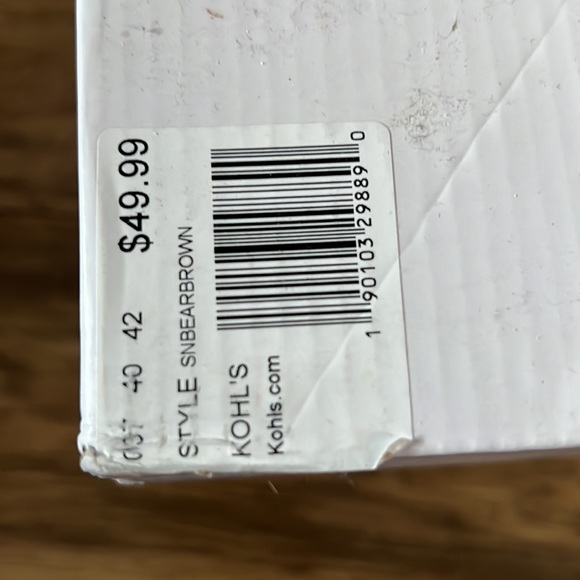 40 42 $49.99
STYLE SNBEARBROWN
KOHL'S
Kohls.com
1 90103 29889 0